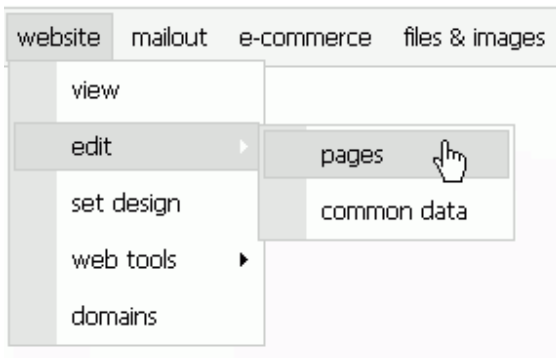 website mailout e-commerce files & images
view
edit
pages
set design
common data
web tools
domains